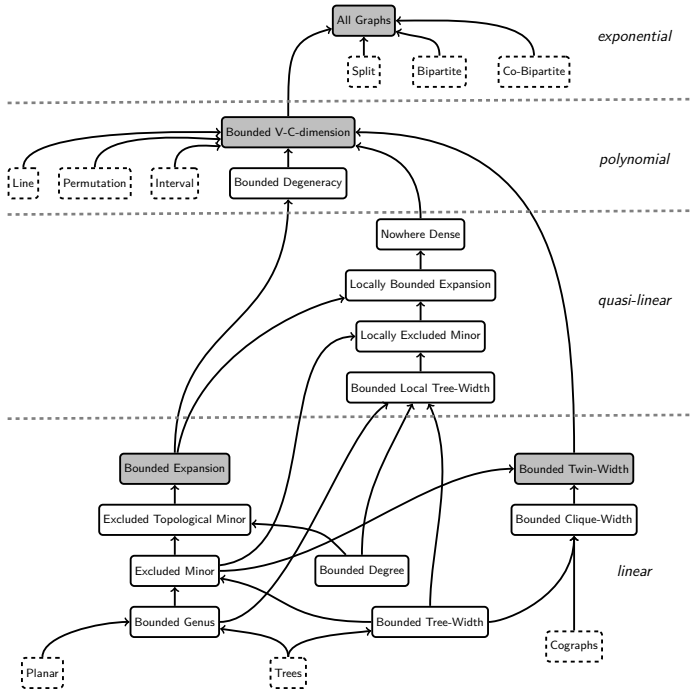 All Graphs
exponential
Split
Bipartite
Co-Bipartite
Bounded V-C-dimension
polynomial
Line
Permutation
Interval
Bounded Degeneracy
Nowhere Dense
Locally Bounded Expansion
quasi-linear
Locally Excluded Minor
Bounded Local Tree-Width
Bounded Expansion
Bounded Twin-Width
Excluded Topological Minor
Bounded Clique-Width
Excluded Minor
Bounded Degree
linear
Bounded Genus
Bounded Tree-Width
Cographs
Planar
Trees